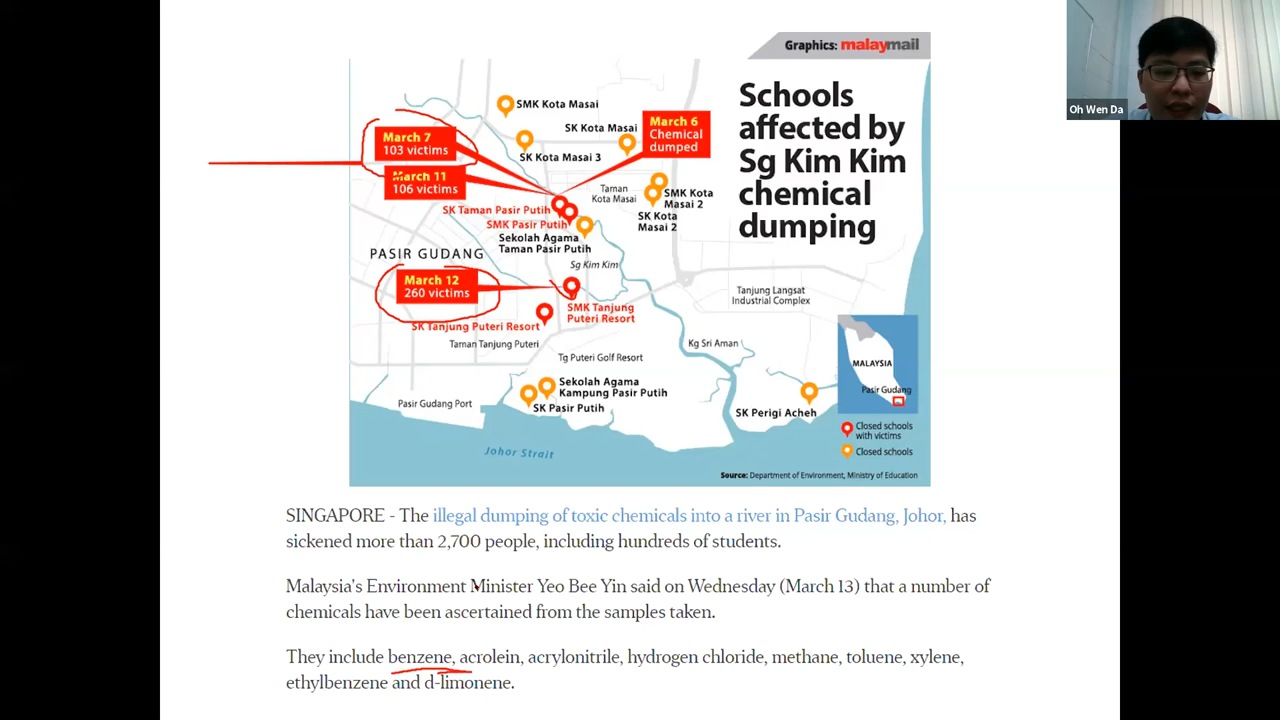 Graphics: malaymail
Oh Wen Da
Schools
affected by
Sg Kim Kim
chemical
dumping
SMK Kota Masai
SK Kota Masai
SK Kota Masai 3
March 6
Chemical
dumped
March 7
103 victims
March 11
106 victims
Taman
Kota Masai
SMK Kota
Masai 2
SK Kota
Masai 2
SK Taman Pasir Putih
SMK Pasir Putih
Sekolah Agama
Taman Pasir Putih
PASIR GUDANG
Sg Kim Kim
March 12
260 victims
SMK Tanjung
Puteri Resort
SK Tanjung Puteri Resort
Tanjung Langsat
Industrial Complex
Taman Tanjung Puteri
Tg Puteri Golf Resort
Kg Sri Aman
MALAYSIA
Pasir Gudang
Sekolah Agama
Kampung Pasir Putih
SK Pasir Putih
Pasir Gudang Port
SK Perigi Acheh
Closed schools
with victims
Closed schools
Johor Strait
Source: Department of Environment, Ministry of Education
SINGAPORE - The illegal dumping of toxic chemicals into a river in Pasir Gudang, Johor, has
sickened more than 2,700 people, including hundreds of students.
Malaysia's Environment Minister Yeo Bee Yin said on Wednesday (March 13) that a number of
chemicals have been ascertained from the samples taken.
They include benzene, acrolein, acrylonitrile, hydrogen chloride, methane, toluene, xylene,
ethylbenzene and d-limonene.